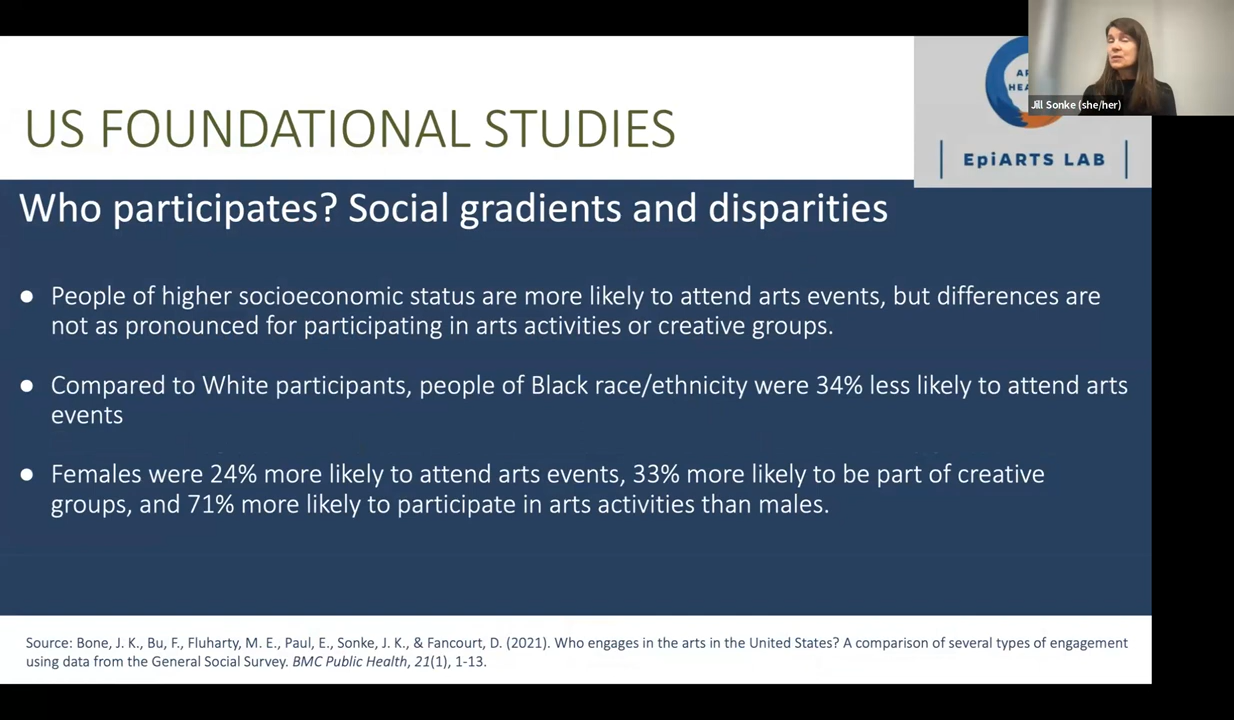 US FOUNDATIONAL STUDIES
Jill Sonke (she/her)
EpiARTS LAB
Who participates? Social gradients and disparities
● People of higher socioeconomic status are more likely to attend arts events, but differences are
not as pronounced for participating in arts activities or creative groups.
● Compared to White participants, people of Black race/ethnicity were 34% less likely to attend arts
events
● Females were 24% more likely to attend arts events, 33% more likely to be part of creative
groups, and 71% more likely to participate in arts activities than males.
Source: Bone, J. K., Bu, F., Fluharty, M. E., Paul, E., Sonke, J. K., & Fancourt, D. (2021). Who engages in the arts in the United States? A comparison of several types of engagement
using data from the General Social Survey. BMC Public Health, 21(1), 1-13.